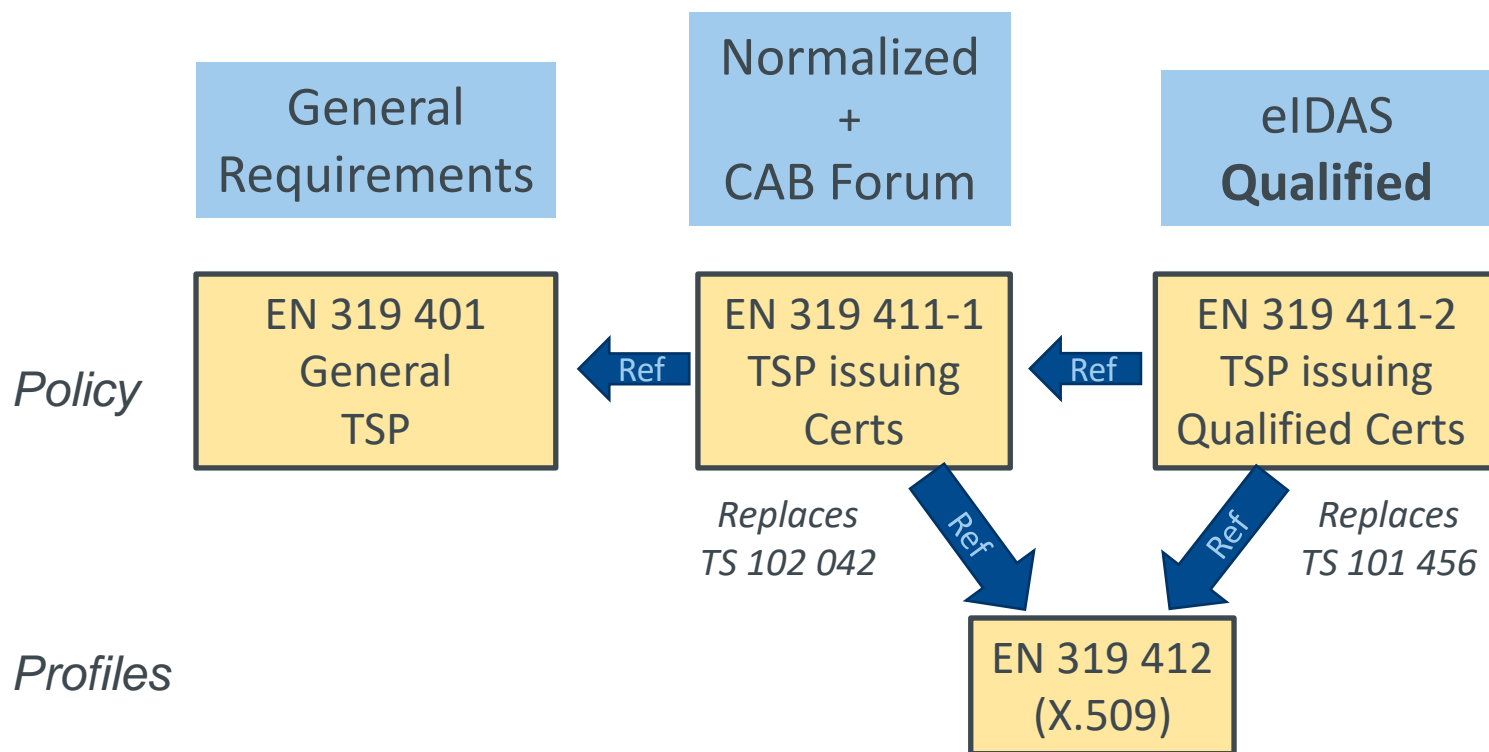 General
Requirements
Normalized
+
CAB Forum
eIDAS
Qualified
Policy
EN 319 401
General
TSP
Ref
EN 319 411-1
TSP issuing
Certs
Ref
EN 319 411-2
TSP issuing
Qualified Certs
Replaces
TS 102 042
Ref
Ref
Replaces
TS 101 456
Profiles
EN 319 412
(X.509)